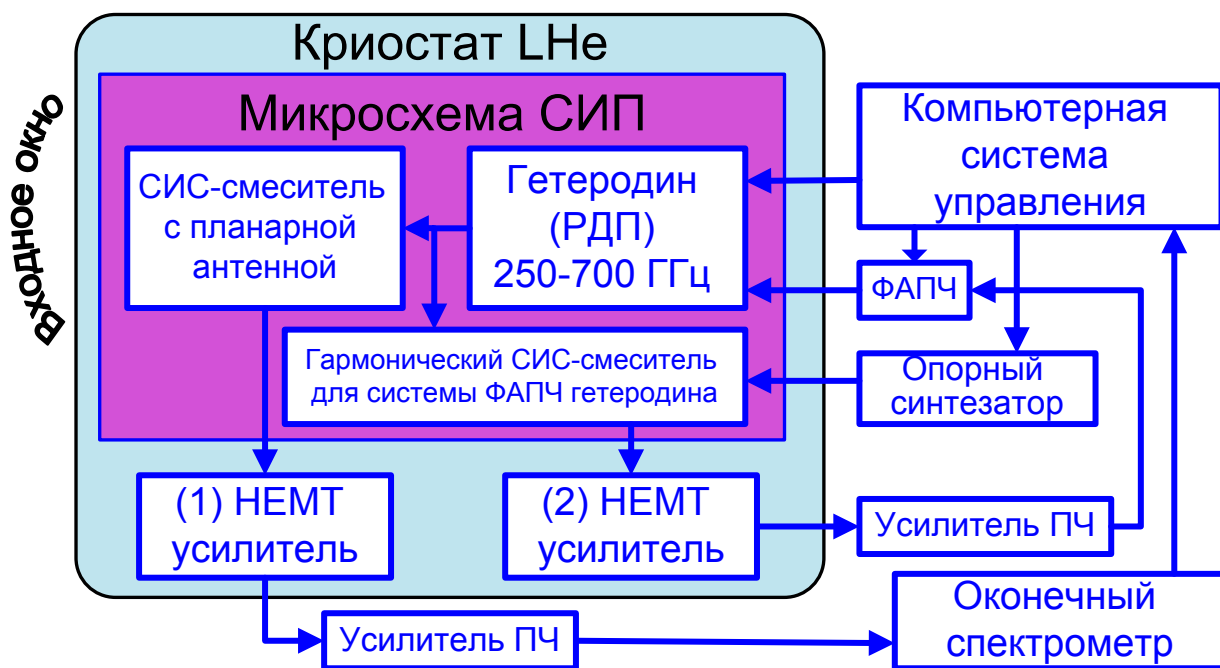 Криостат LHe
Входное окно
Микросхема СИП
СИС-смеситель
с планарной
антенной
Гетеродин
(РДП)
250-700 ГГц
Компьютерная
система
управления
ФАПЧ
Гармонический СИС-смеситель
для системы ФАПЧ гетеродина
Опорный
синтезатор
(1) НЕМТ
усилитель
(2) НЕМТ
усилитель
Усилитель ПЧ
Усилитель ПЧ
Оконечный
спектрометр